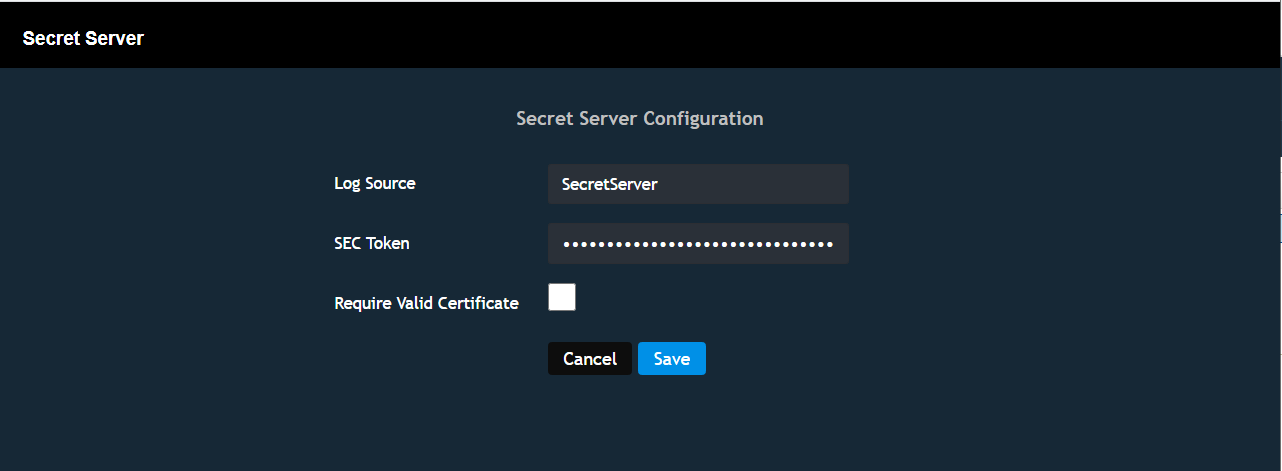 Secret Server
Secret Server Configuration
Log Source SecretServer
SEC Token ••••••••••••••••••••••••••••••••
Require Valid Certificate
Cancel Save